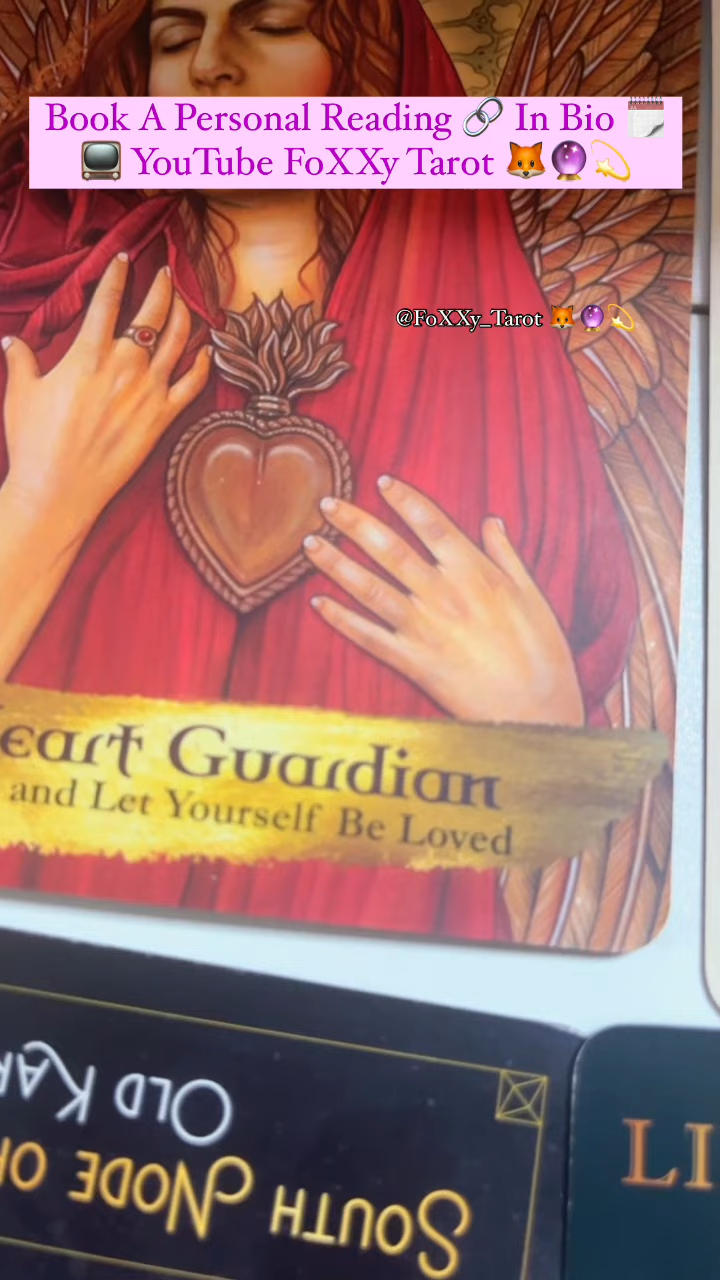 Book A Personal Reading 🔗 In Bio 🗓️
📺 YouTube FoXXy Tarot 🦊🔮💫
@FoXXy_Tarot 🦊🔮💫
eart Guardian
and Let Yourself Be Loved
Old Kar
South Node of
LI